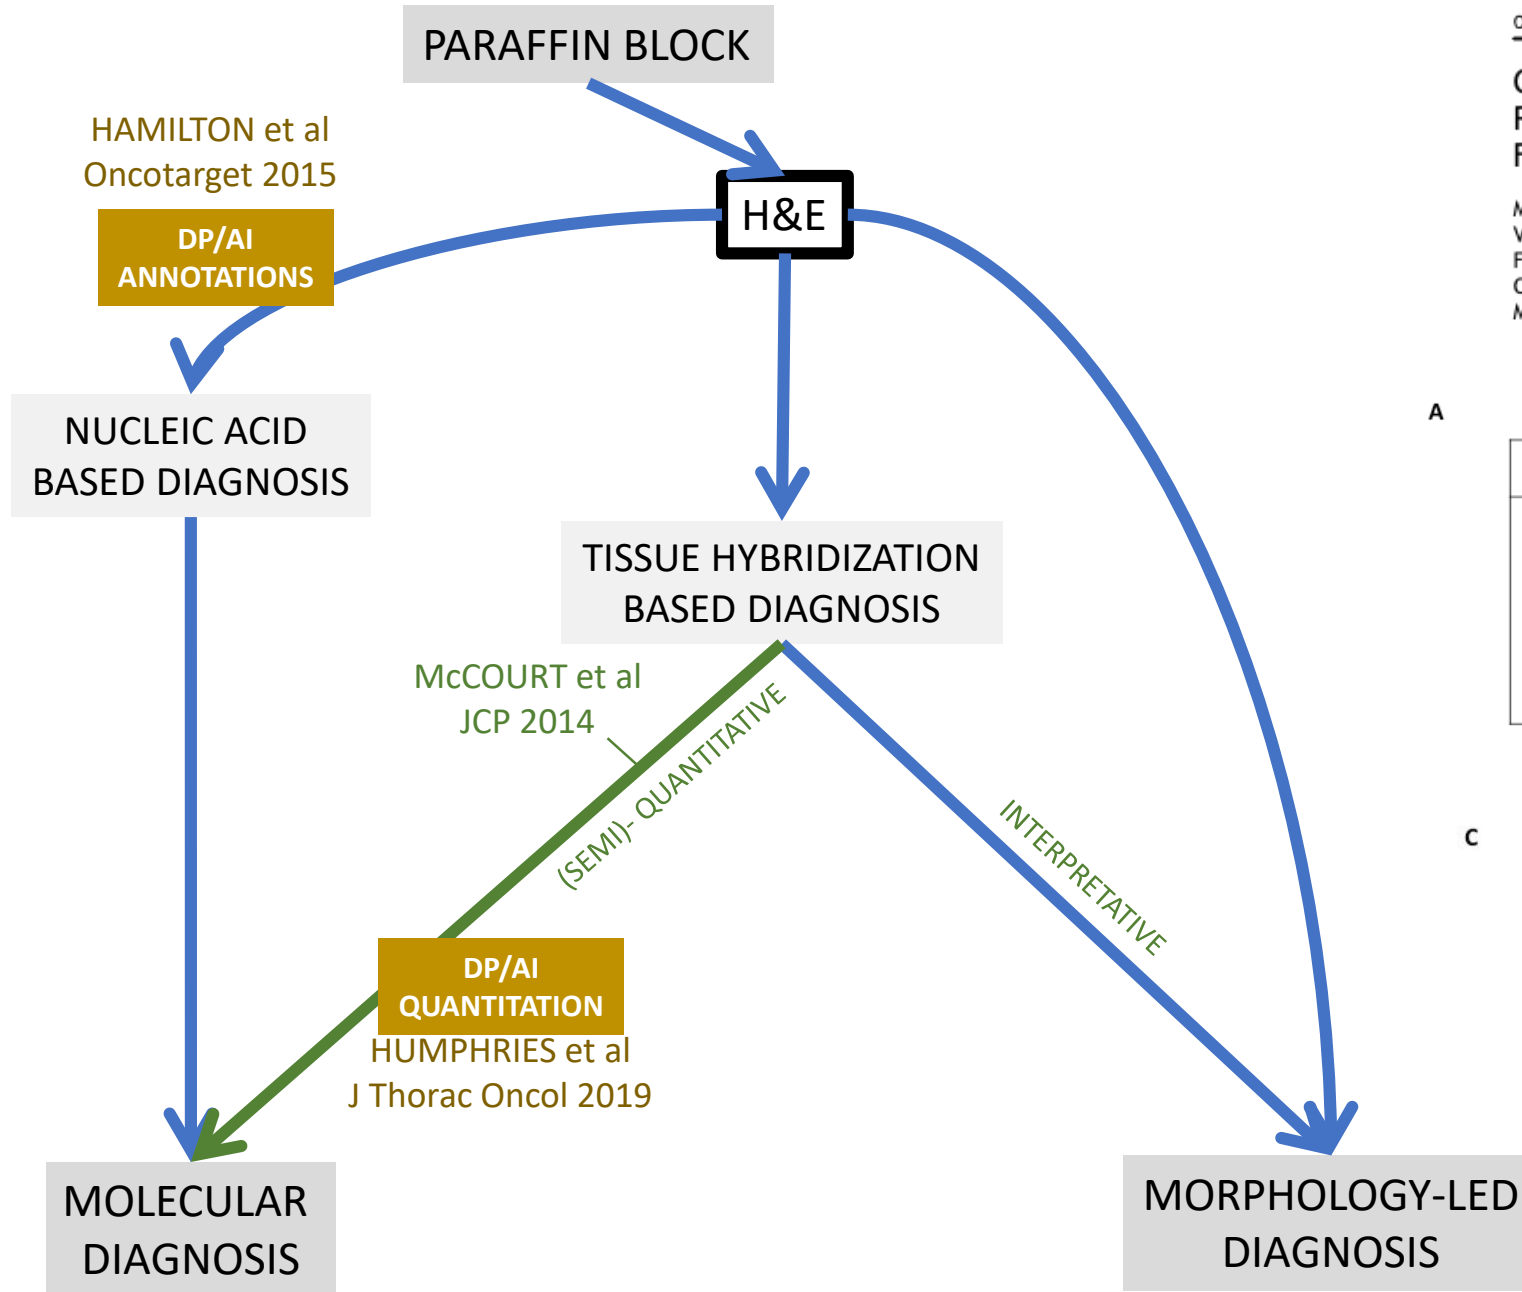 PARAFFIN BLOCK
HAMILTON et al
Oncotarget 2015
DP/AI
ANNOTATIONS
H&E
NUCLEIC ACID
BASED DIAGNOSIS
TISSUE HYBRIDIZATION
BASED DIAGNOSIS
McCOURT et al
JCP 2014
(SEMI)- QUANTITATIVE
INTERPRETATIVE
DP/AI
QUANTITATION
HUMPHRIES et al
J Thorac Oncol 2019
MOLECULAR
DIAGNOSIS
MORPHOLOGY-LED
DIAGNOSIS
A
C